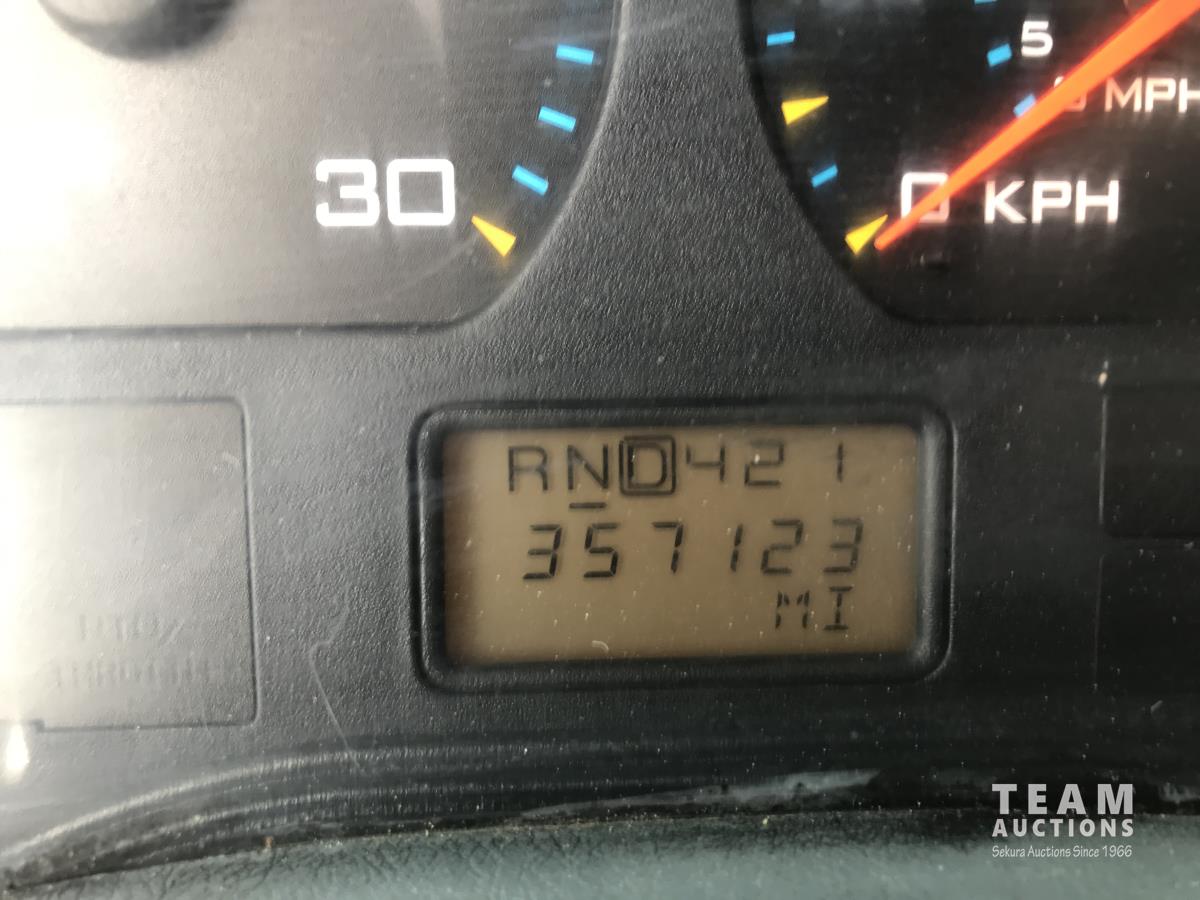 5
MPH
30
0 KPH
RND421
357123
MI
TEAM
AUCTIONS
Sekura Auctions Since 1966